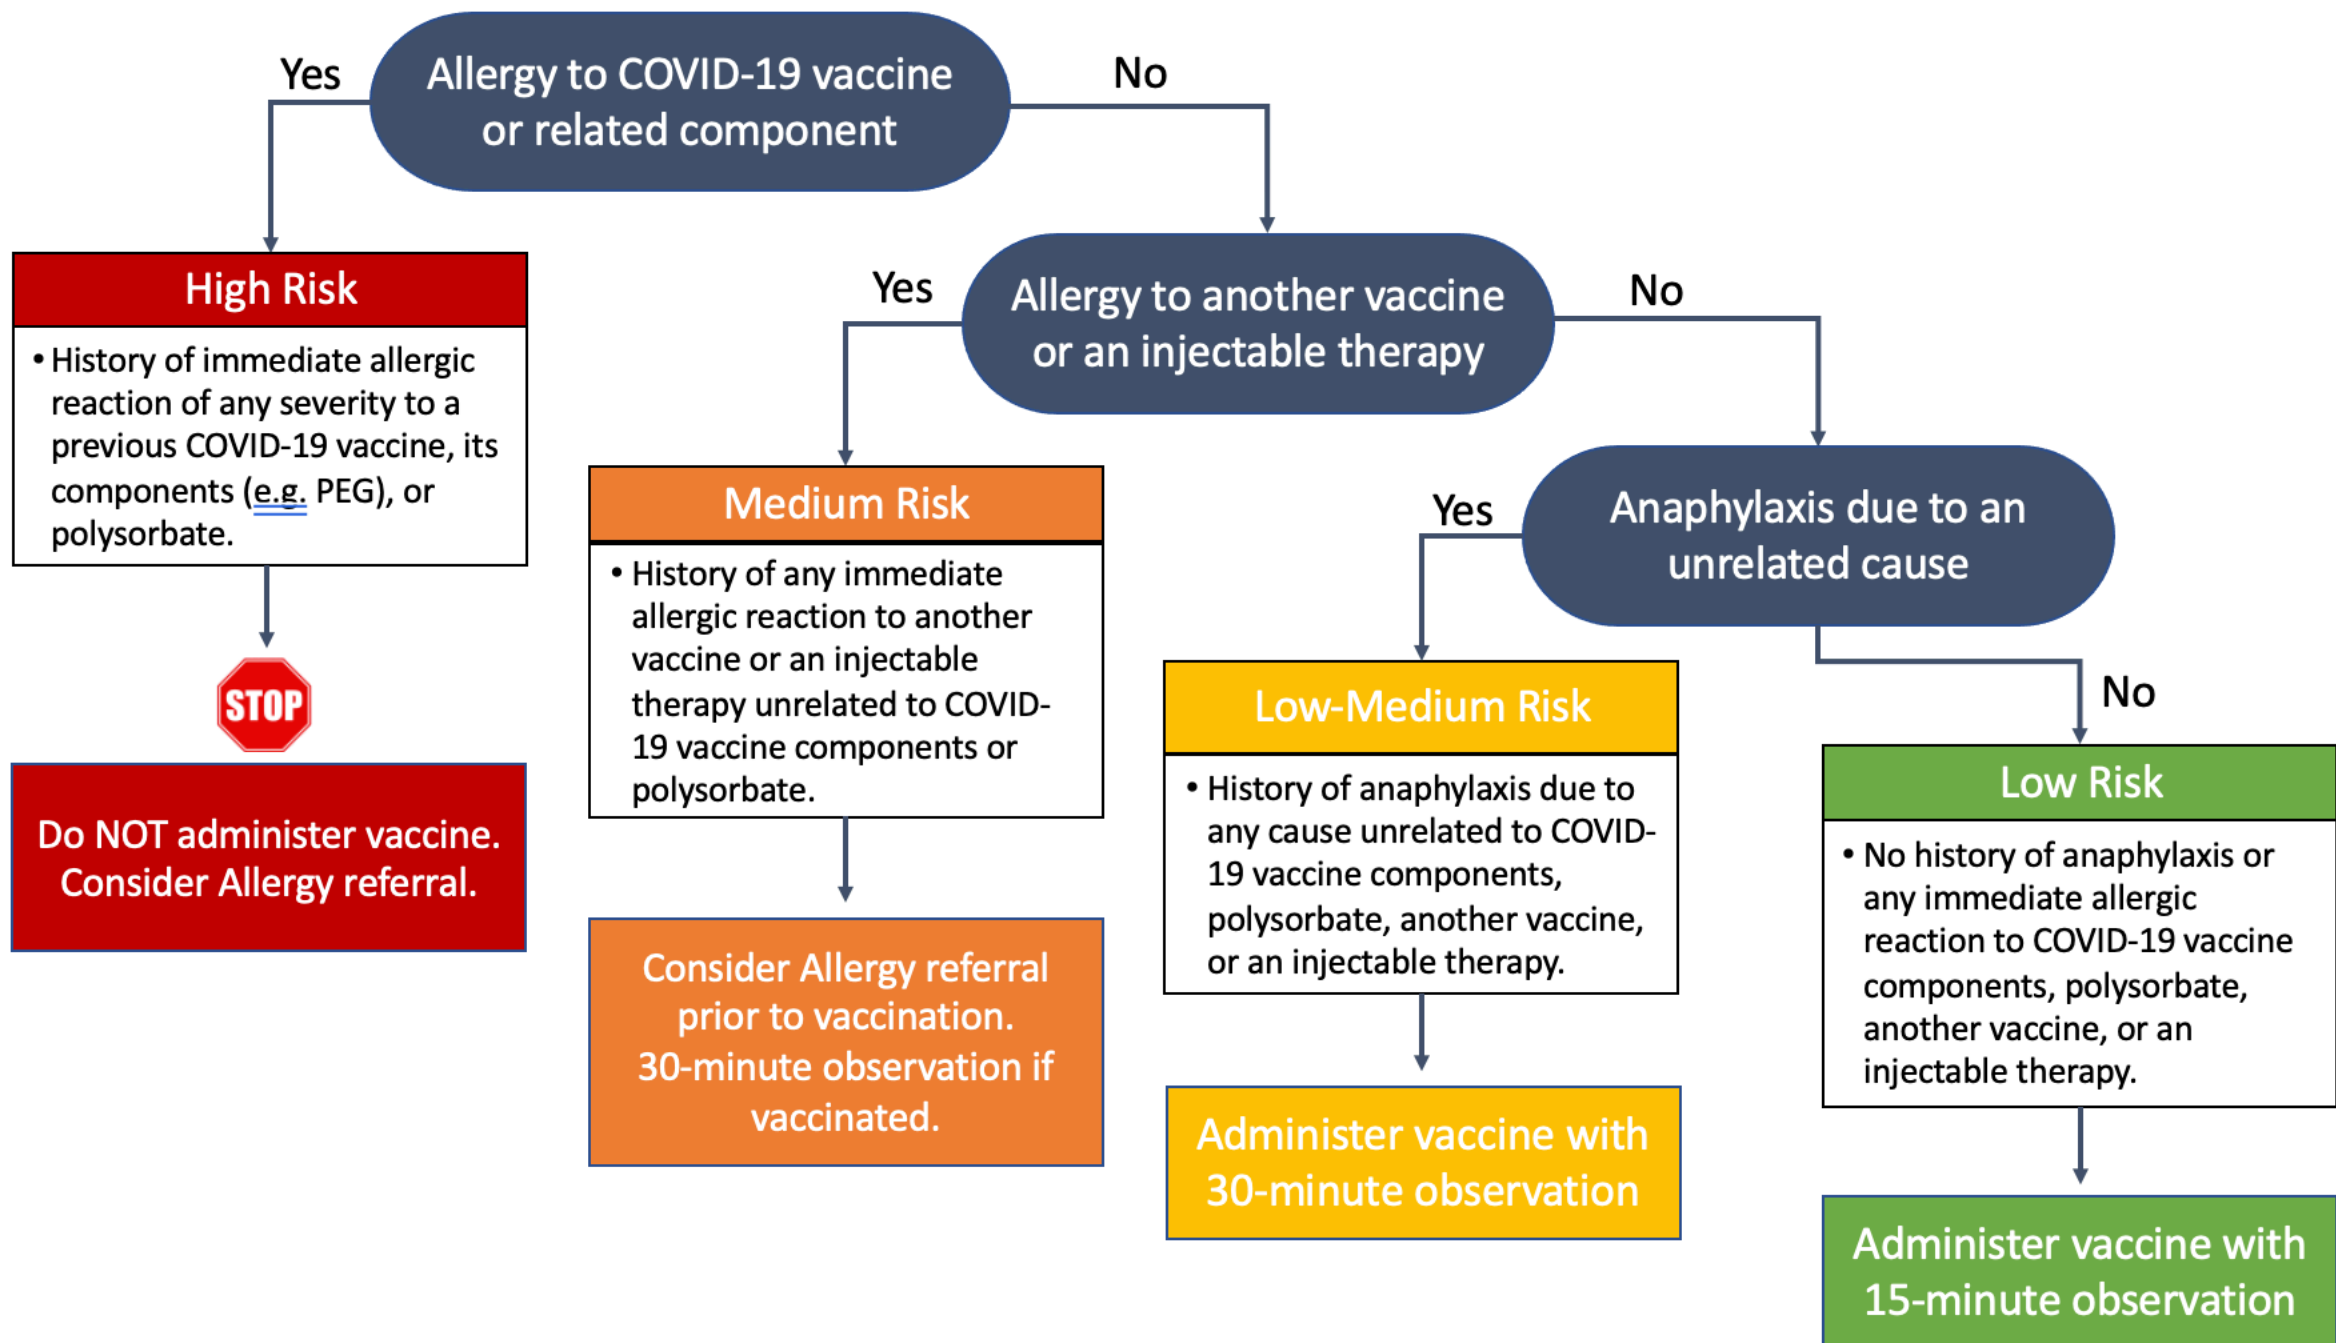 Yes
Allergy to COVID-19 vaccine
or related component
No
High Risk
• History of immediate allergic
reaction of any severity to a
previous COVID-19 vaccine, its
components (e.g. PEG), or
polysorbate.
STOP
Do NOT administer vaccine.
Consider Allergy referral.
Yes
Allergy to another vaccine
or an injectable therapy
No
Medium Risk
• History of any immediate
allergic reaction to another
vaccine or an injectable
therapy unrelated to COVID-
19 vaccine components or
polysorbate.
Consider Allergy referral
prior to vaccination.
30-minute observation if
vaccinated.
Yes
Anaphylaxis due to an
unrelated cause
No
Low-Medium Risk
• History of anaphylaxis due to
any cause unrelated to COVID-
19 vaccine components,
polysorbate, another vaccine,
or an injectable therapy.
Administer vaccine with
30-minute observation
Low Risk
• No history of anaphylaxis or
any immediate allergic
reaction to COVID-19 vaccine
components, polysorbate,
another vaccine, or an
injectable therapy.
Administer vaccine with
15-minute observation